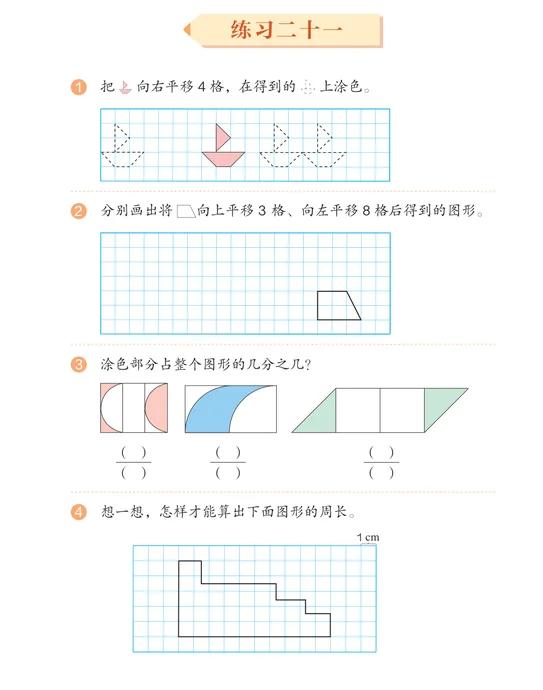 练习二十一
1 把 向右平移 4 格，在得到的 上涂色。
2 分别画出将 向上平移 3 格、向左平移 8 格后得到的图形。
3 涂色部分占整个图形的几分之几？
( ) ( ) ( )
( ) ( ) ( )
4 想一想，怎样才能算出下面图形的周长。
1 cm